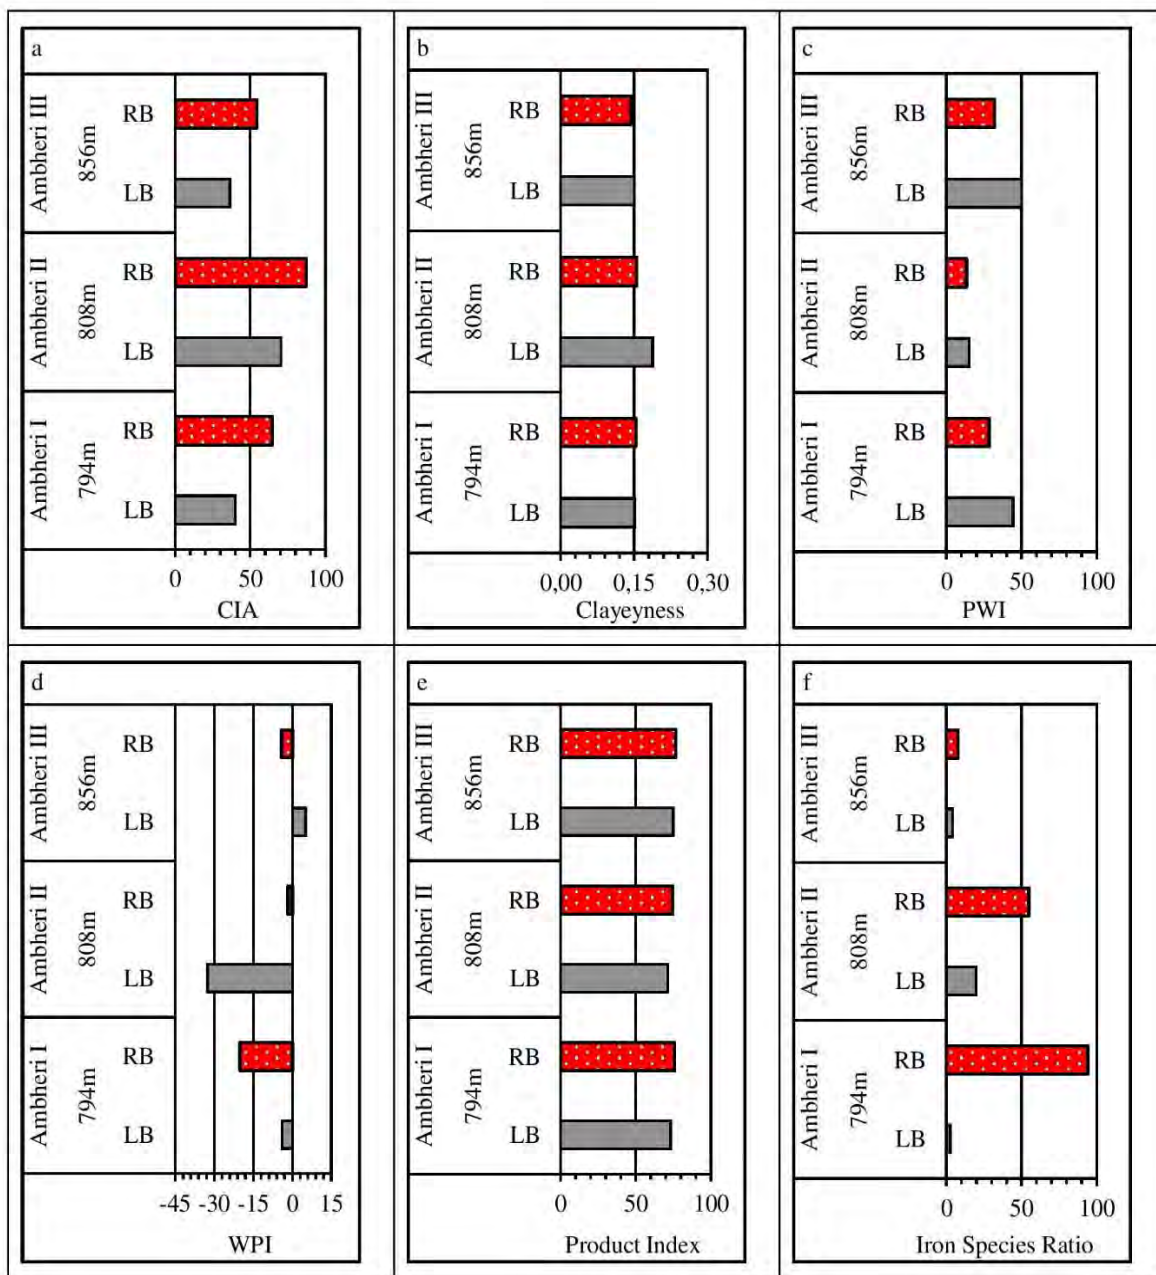 a
Ambheri III
856m
RB
LB
Ambheri II
808m
RB
LB
Ambheri I
794m
RB
LB
0 50 100
CIA
b
Ambheri III
856m
RB
LB
Ambheri II
808m
RB
LB
Ambheri I
794m
RB
LB
0,00 0,15 0,30
Clayeyness
c
Ambheri III
856m
RB
LB
Ambheri II
808m
RB
LB
Ambheri I
794m
RB
LB
0 50 100
PWI
d
Ambheri III
856m
RB
LB
Ambheri II
808m
RB
LB
Ambheri I
794m
RB
LB
-45 -30 -15 0 15
WPI
e
Ambheri III
856m
RB
LB
Ambheri II
808m
RB
LB
Ambheri I
794m
RB
LB
0 50 100
Product Index
f
Ambheri III
856m
RB
LB
Ambheri II
808m
RB
LB
Ambheri I
794m
RB
LB
0 50 100
Iron Species Ratio